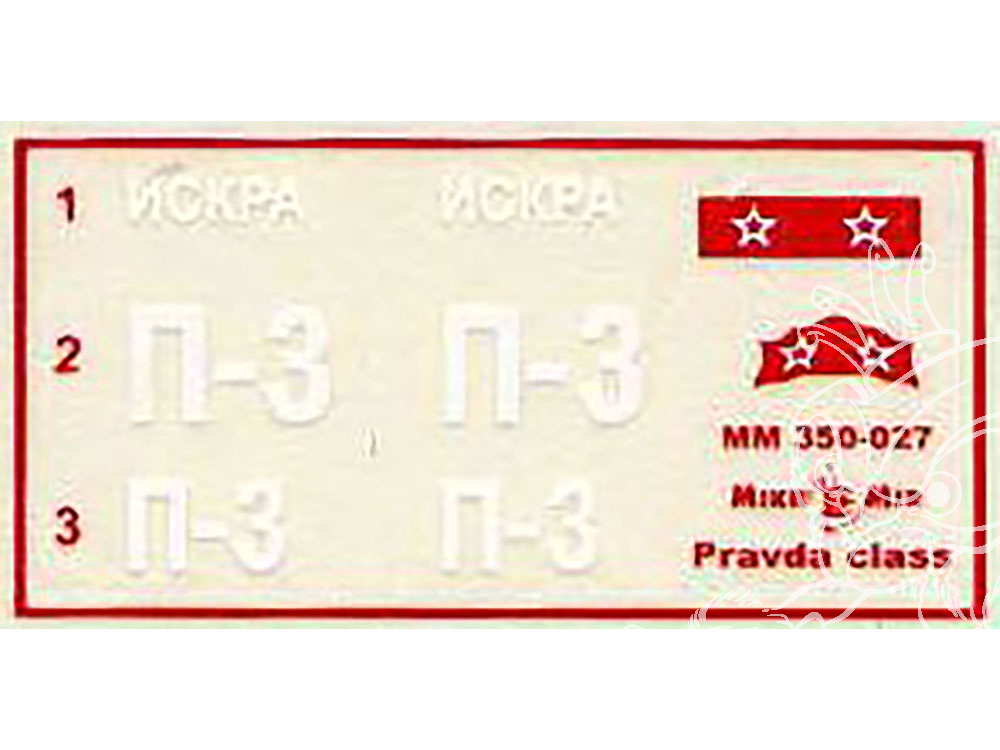 1 ИСКРА ИСКРА
2 П-3 П-3
MM 350-027
3 П-3 П-3
Pravda class